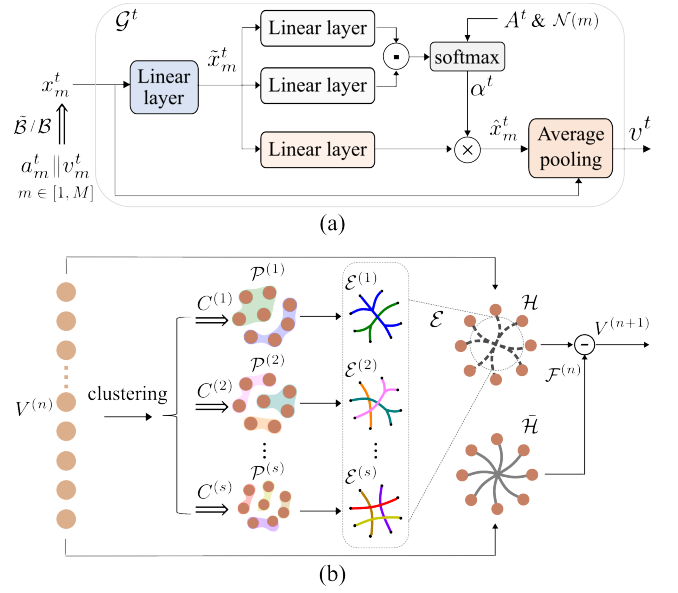 𝒢^t
Linear layer
A^t & 𝒩(m)
x_m^t
Linear
layer
x̃_m^t
Linear layer
softmax
ℬ̃/ℬ
α^t
a_m^t||v_m^t
m ∈ [1, M]
Linear layer
x̂_m^t
Average
pooling
v^t
(a)
V^(n)
clustering
C^(1)
𝒫^(1)
ℰ^(1)
C^(2)
𝒫^(2)
ℰ^(2)
C^(s)
𝒫^(s)
ℰ^(s)
ℰ
ℋ
ℱ^(n)
V^(n+1)
ℋ̄
(b)